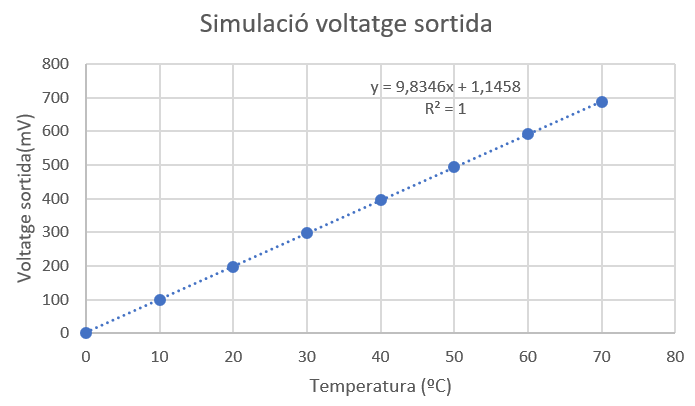 Simulació voltatge sortida
800
700
600
500
400
300
200
100
0
Voltatge sortida(mV)
y = 9,8346x + 1,1458
R² = 1
0 10 20 30 40 50 60 70 80
Temperatura (ºC)